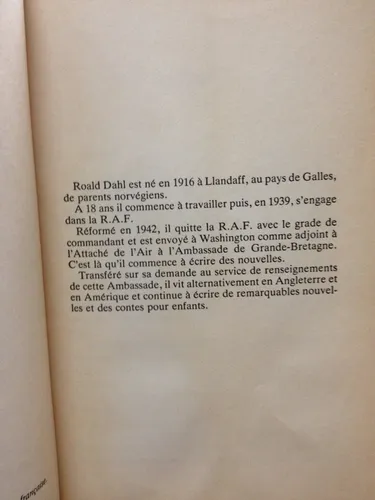 Roald Dahl est né en 1916 à Llandaff, au pays de Galles,
de parents norvégiens.
A 18 ans il commence à travailler puis, en 1939, s'engage
dans la R.A.F.
Réformé en 1942, il quitte la R.A.F. avec le grade de
commandant et est envoyé à Washington comme adjoint à
l'Attaché de l'Air à l'Ambassade de Grande-Bretagne.
C'est là qu'il commence à écrire des nouvelles.
Transféré sur sa demande au service de renseignements
de cette Ambassade, il vit alternativement en Angleterre et
en Amérique et continue à écrire de remarquables nouvel-
les et des contes pour enfants.
française.